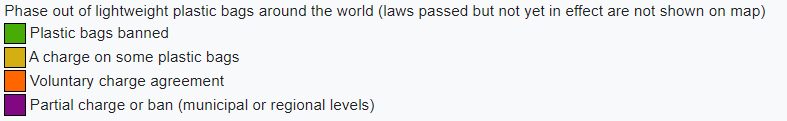 Phase out of lightweight plastic bags around the world (laws passed but not yet in effect are not shown on map)
Plastic bags banned
A charge on some plastic bags
Voluntary charge agreement
Partial charge or ban (municipal or regional levels)